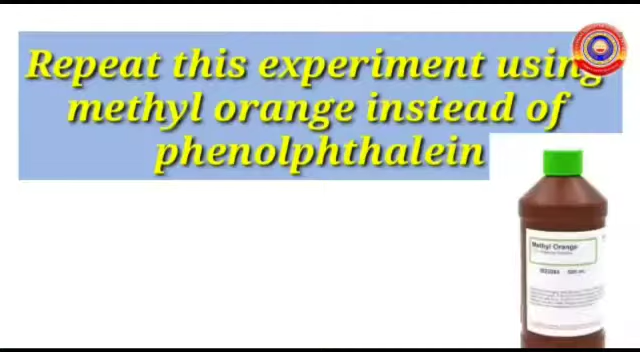 Repeat this experiment using
methyl orange instead of
phenolphthalein
Methyl Orange